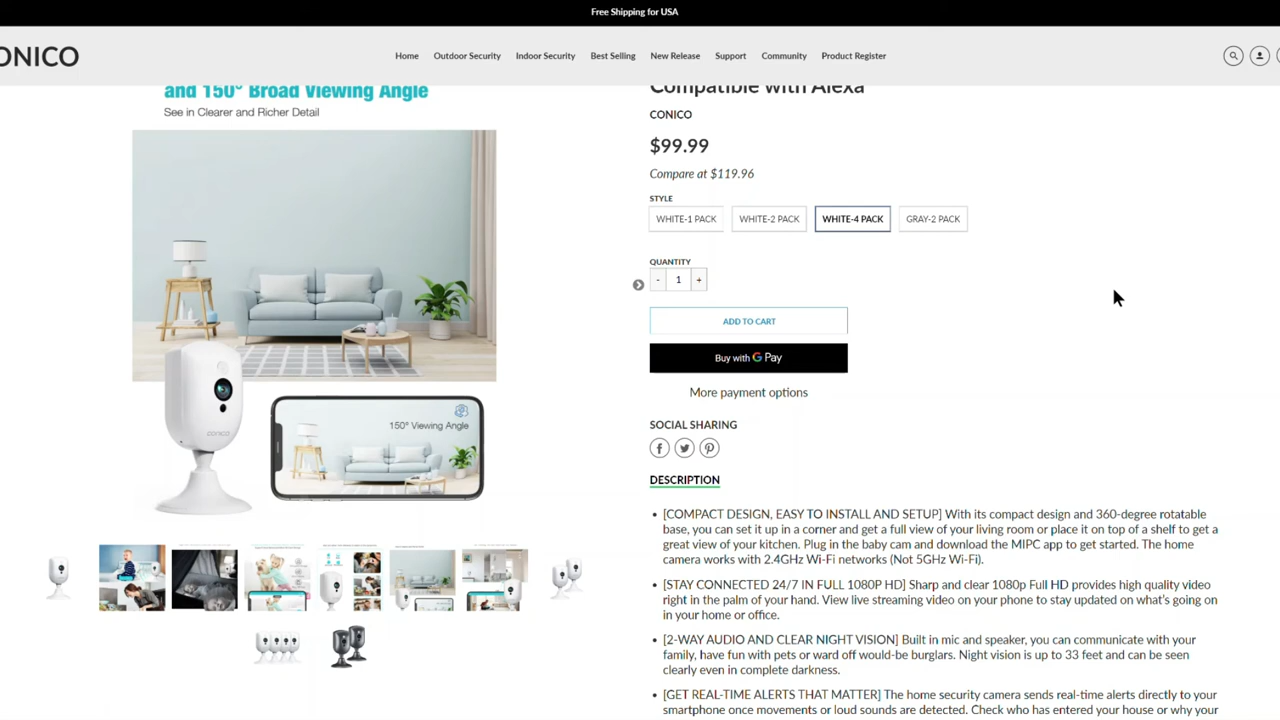 Free Shipping for USA
ONICO
Home
Outdoor Security
Indoor Security
Best Selling
New Release
Support
Community
Product Register
and 150° Broad Viewing Angle
See in Clearer and Richer Detail
150° Viewing Angle
conico
Compatible with Alexa
CONICO
$99.99
Compare at $119.96
STYLE
WHITE-1 PACK
WHITE-2 PACK
WHITE-4 PACK
GRAY-2 PACK
QUANTITY
- 1 +
ADD TO CART
Buy with G Pay
More payment options
SOCIAL SHARING
DESCRIPTION
• [COMPACT DESIGN, EASY TO INSTALL AND SETUP] With its compact design and 360-degree rotatable
base, you can set it up in a corner and get a full view of your living room or place it on top of a shelf to get a
great view of your kitchen. Plug in the baby cam and download the MIPC app to get started. The home
camera works with 2.4GHz Wi-Fi networks (Not 5GHz Wi-Fi).
• [STAY CONNECTED 24/7 IN FULL 1080P HD] Sharp and clear 1080p Full HD provides high quality video
right in the palm of your hand. View live streaming video on your phone to stay updated on what's going on
in your home or office.
• [2-WAY AUDIO AND CLEAR NIGHT VISION] Built in mic and speaker, you can communicate with your
family, have fun with pets or ward off would-be burglars. Night vision is up to 33 feet and can be seen
clearly even in complete darkness.
• [GET REAL-TIME ALERTS THAT MATTER] The home security camera sends real-time alerts directly to your
smartphone once movements or loud sounds are detected. Check who has entered your house or why your